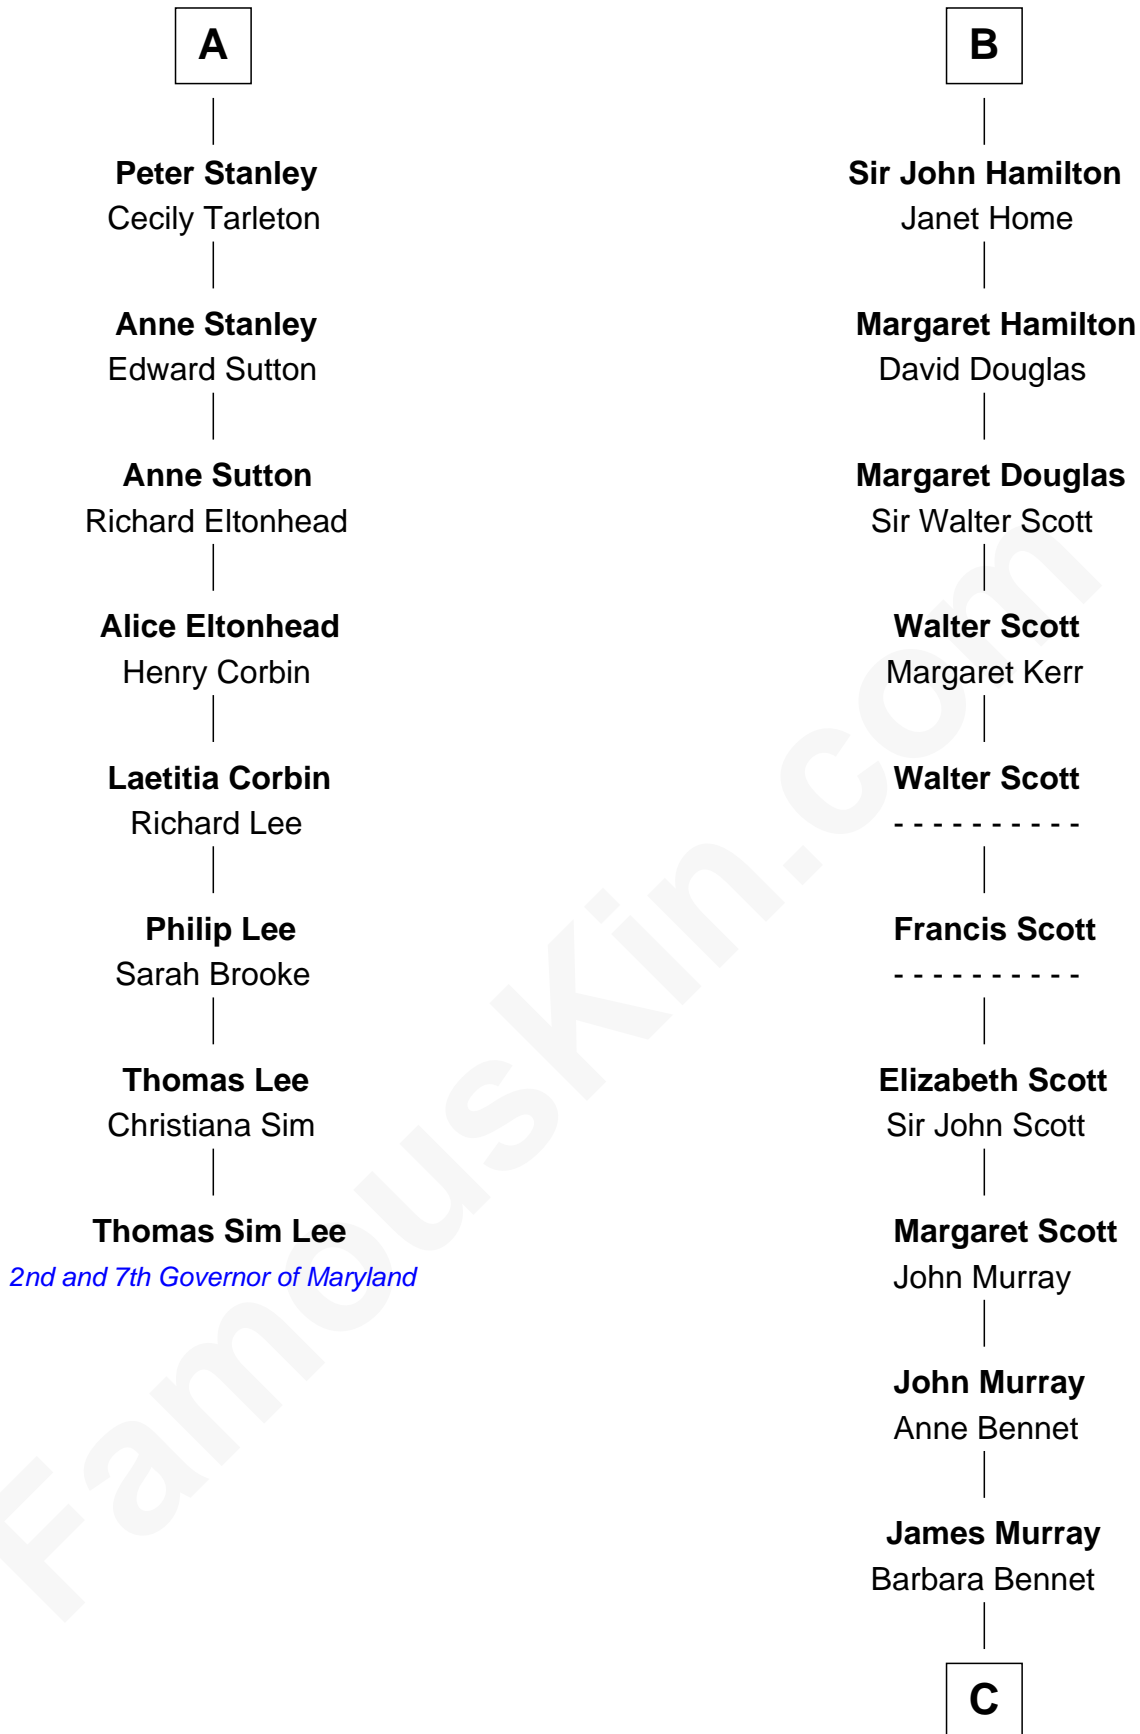 A
Peter Stanley
Cecily Tarleton
Anne Stanley
Edward Sutton
Anne Sutton
Richard Eltonhead
Alice Eltonhead
Henry Corbin
Laetitia Corbin
Richard Lee
Philip Lee
Sarah Brooke
Thomas Lee
Christiana Sim
Thomas Sim Lee
2nd and 7th Governor of Maryland
B
Sir John Hamilton
Janet Home
Margaret Hamilton
David Douglas
Margaret Douglas
Sir Walter Scott
Walter Scott
Margaret Kerr
Walter Scott
- - - - - - - - - -
Francis Scott
- - - - - - - - - -
Elizabeth Scott
Sir John Scott
Margaret Scott
John Murray
John Murray
Anne Bennet
James Murray
Barbara Bennet
C
FamousKin.com